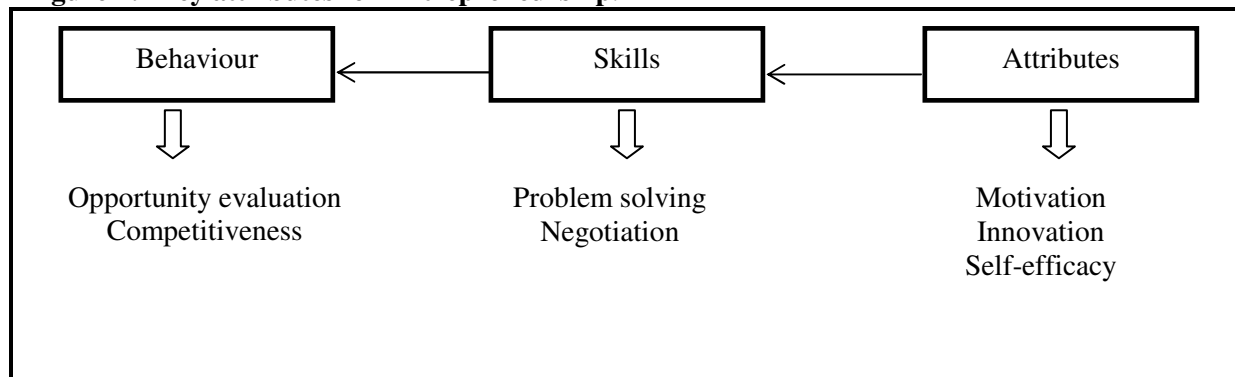 Behaviour
Skills
Attributes
Opportunity evaluation
Competitiveness
Problem solving
Negotiation
Motivation
Innovation
Self-efficacy